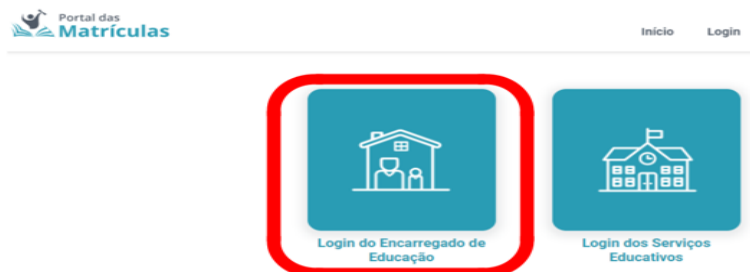 Portal das
Matrículas
Início Login
Login do Encarregado de
Educação
Login dos Serviços
Educativos